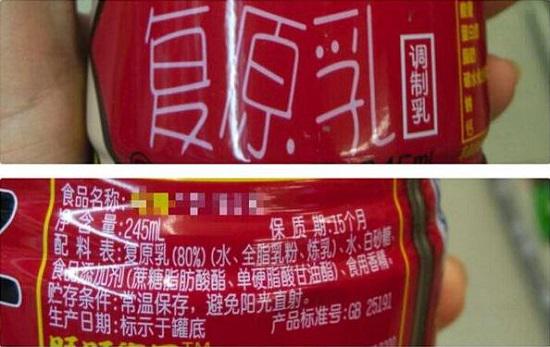 复原乳
调制乳
食品名称:
净含量:245mL 保质期:15个月
配料表:复原乳(80%)(水、全脂乳粉、炼乳)、水、白砂糖、
食品添加剂(蔗糖脂肪酸酯、单硬脂酸甘油酯)、食用香精。
贮存条件:常温保存,避免阳光直射。
生产日期:标示于罐底 产品标准号:GB 25191